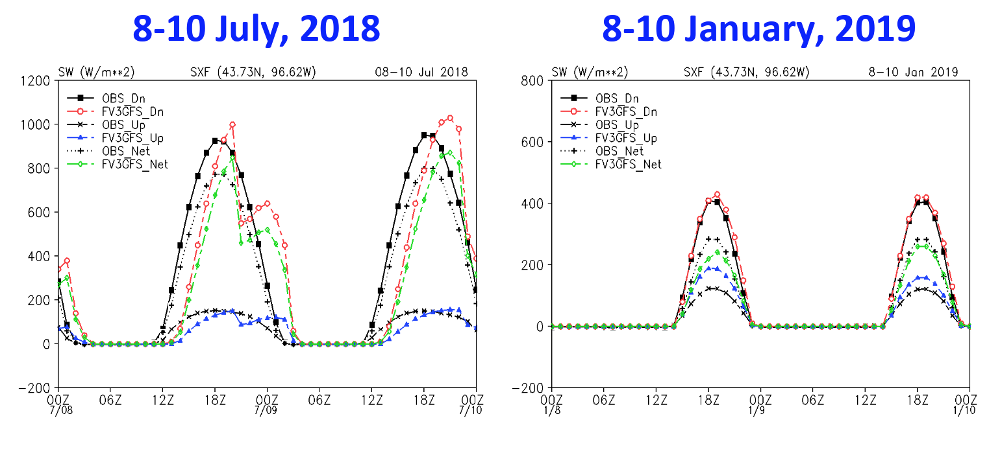 8-10 July, 2018
8-10 January, 2019
SW (W/m**2) SXF (43.73N, 96.62W) 08-10 Jul 2018
1200
1000
800
600
400
200
0
-200
OBS_Dn
FV3GFS_Dn
OBS_Up
FV3GFS_Up
OBS_Net
FV3GFS_Net
00Z 06Z 12Z 18Z 00Z 06Z 12Z 18Z 00Z
7/08 7/09 7/10
SW (W/m**2) SXF (43.73N, 96.62W) 8-10 Jan 2019
800
600
400
200
0
-200
OBS_Dn
FV3GFS_Dn
OBS_Up
FV3GFS_Up
OBS_Net
FV3GFS_Net
00Z 06Z 12Z 18Z 00Z 06Z 12Z 18Z 00Z
1/8 1/9 1/10